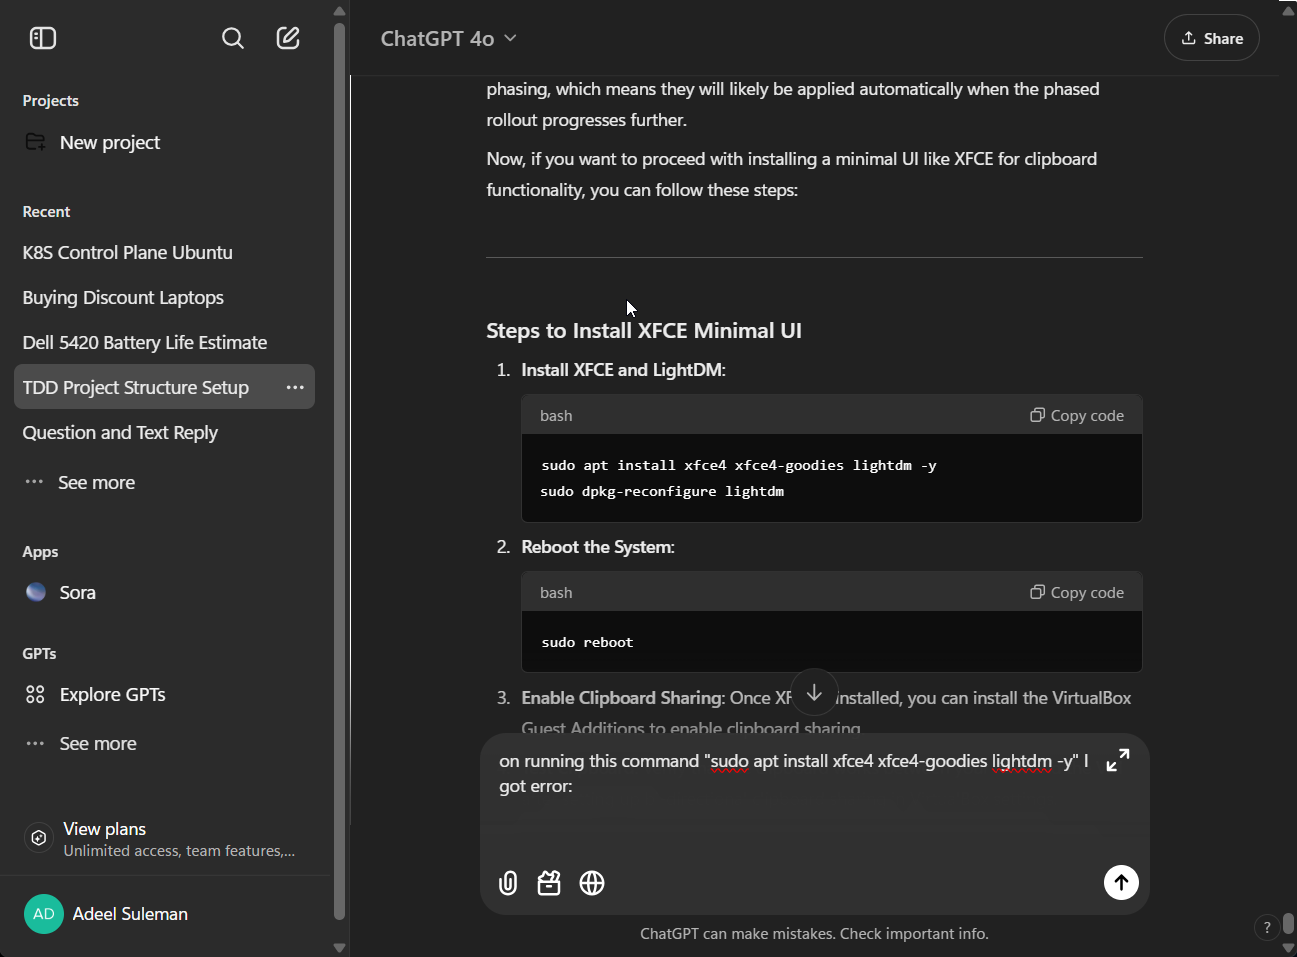 ChatGPT 4o
Share
Projects
New project
Recent
K8S Control Plane Ubuntu
Buying Discount Laptops
Dell 5420 Battery Life Estimate
TDD Project Structure Setup
Question and Text Reply
See more
Apps
Sora
GPTs
Explore GPTs
See more
View plans
Unlimited access, team features,...
AD Adeel Suleman
phasing, which means they will likely be applied automatically when the phased
rollout progresses further.
Now, if you want to proceed with installing a minimal UI like XFCE for clipboard
functionality, you can follow these steps:
Steps to Install XFCE Minimal UI
1. Install XFCE and LightDM:
bash
Copy code
sudo apt install xfce4 xfce4-goodies lightdm -y
sudo dpkg-reconfigure lightdm
2. Reboot the System:
bash
Copy code
sudo reboot
3. Enable Clipboard Sharing: Once installed, you can install the VirtualBox
Guest Additions to enable clipboard sharing
on running this command "sudo apt install xfce4 xfce4-goodies lightdm -y" I
got error:
ChatGPT can make mistakes. Check important info.
?